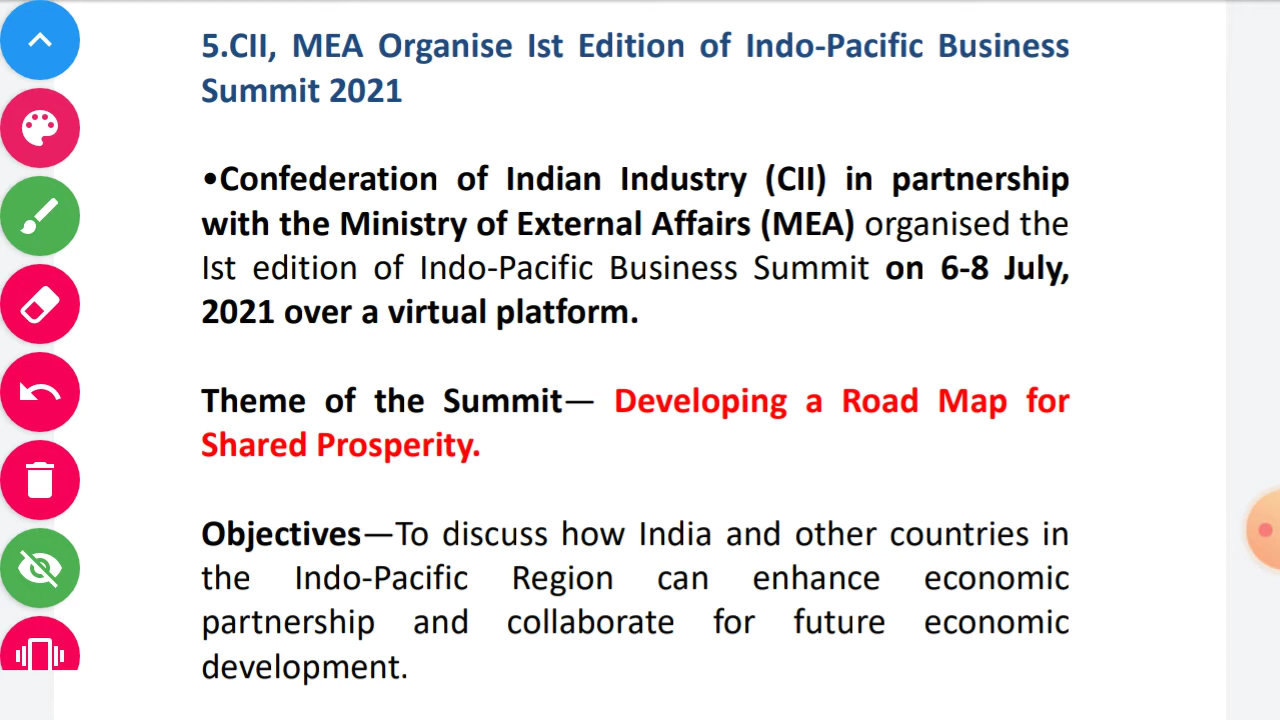 5.CII, MEA Organise Ist Edition of Indo-Pacific Business
Summit 2021
•Confederation of Indian Industry (CII) in partnership
with the Ministry of External Affairs (MEA) organised the
Ist edition of Indo-Pacific Business Summit on 6-8 July,
2021 over a virtual platform.
Theme of the Summit— Developing a Road Map for
Shared Prosperity.
Objectives—To discuss how India and other countries in
the Indo-Pacific Region can enhance economic
partnership and collaborate for future economic
development.